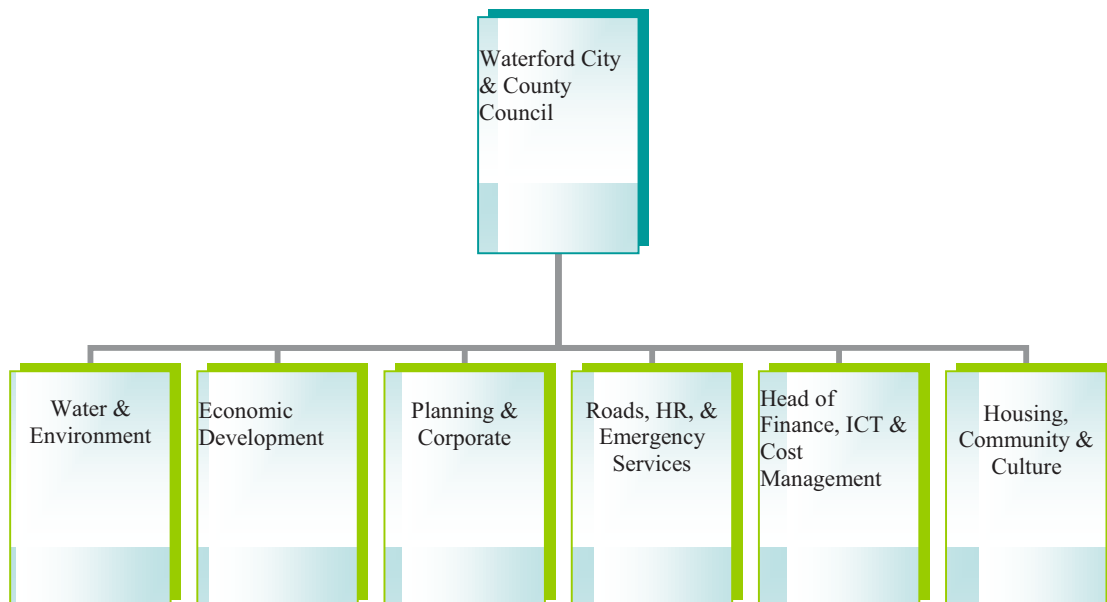 Waterford City
& County
Council
Water &
Environment
Economic
Development
Planning &
Corporate
Roads, HR, &
Emergency
Services
Head of
Finance, ICT &
Cost
Management
Housing,
Community &
Culture